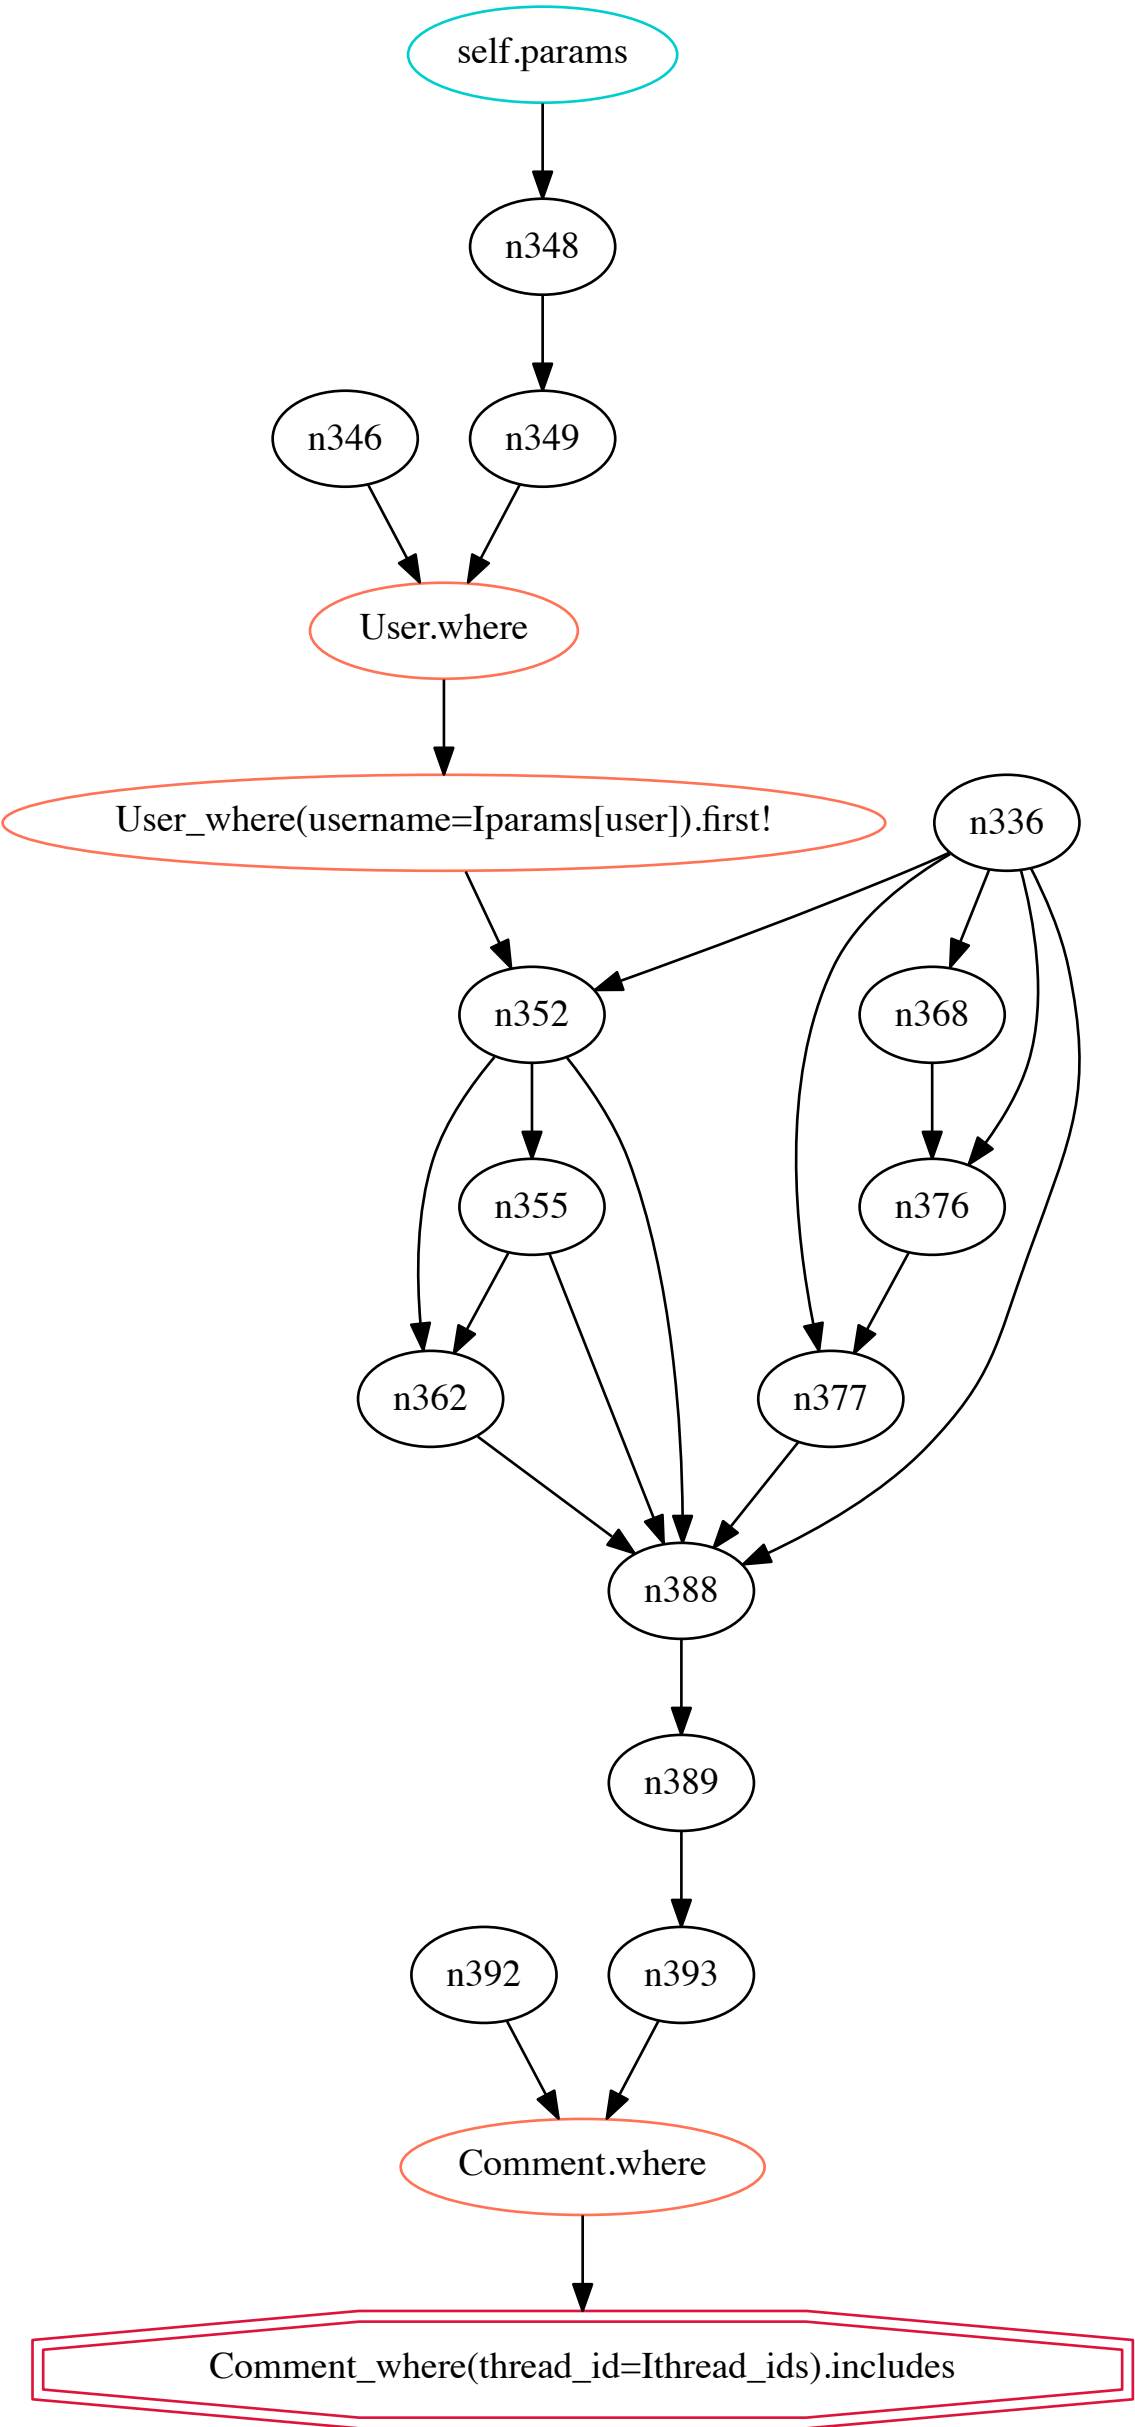 self.params
n348
n346
n349
User.where
User_where(username=Iparams[user]).first!
n336
n352
n368
n355
n376
n362
n377
n388
n389
n392
n393
Comment.where
Comment_where(thread_id=Ithread_ids).includes